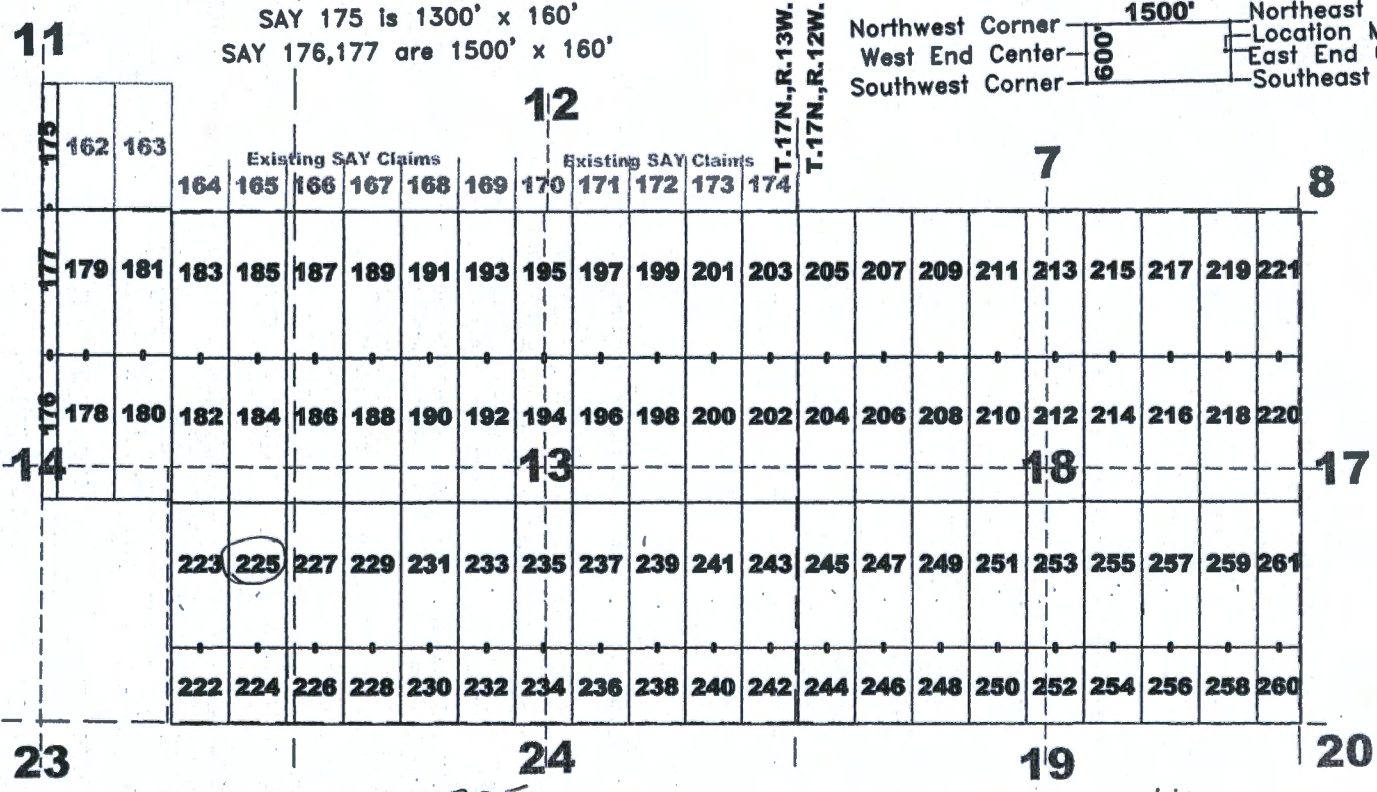 SAY 175 is 1300' x 160'
SAY 176,177 are 1500' x 160'
11
12
T.17N.,R.13W.
T.17N.,R.12W.
1500'
600'
Northwest Corner
West End Center
Southwest Corner
Northeast
Location
East End
Southeast
7
8
175 162 163
Existing SAY Claims
Existing SAY Claims
164 165 166 167 168 169 170 171 172 173 174
177 179 181 183 185 187 189 191 193 195 197 199 201 203 205 207 209 211 213 215 217 219 221
176 178 180 182 184 186 188 190 192 194 196 198 200 202 204 206 208 210 212 214 216 218 220
14
13
18
17
223 225 227 229 231 233 235 237 239 241 243 245 247 249 251 253 255 257 259 261
222 224 226 228 230 232 234 236 238 240 242 244 246 248 250 252 254 256 258 260
23
24
19
20